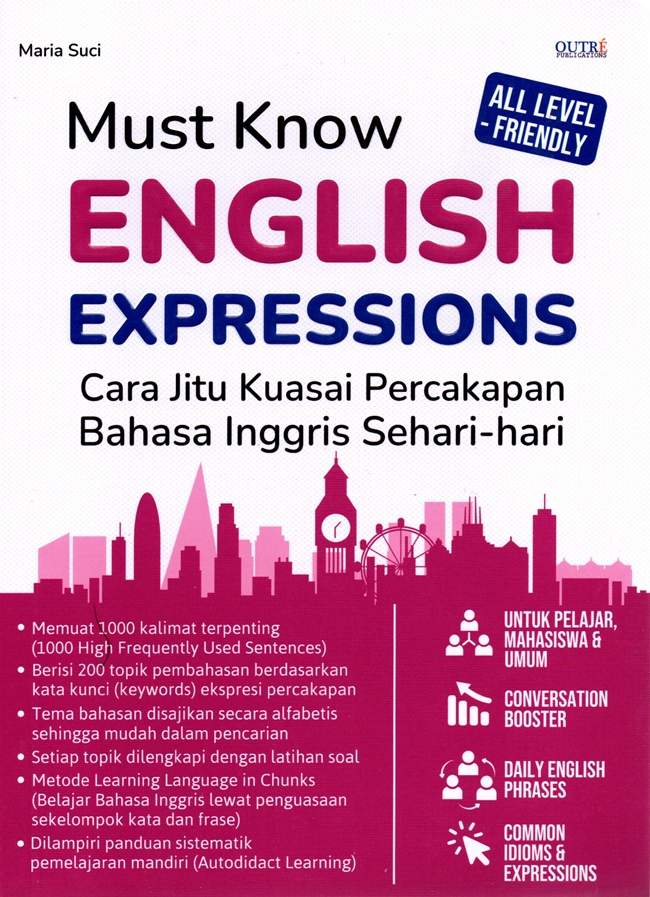 Maria Suci
OUTRÉ
PUBLICATIONS
ALL LEVEL
- FRIENDLY
Must Know
ENGLISH
EXPRESSIONS
Cara Jitu Kuasai Percakapan
Bahasa Inggris Sehari-hari
• Memuat 1000 kalimat terpenting
(1000 High Frequently Used Sentences)
• Berisi 200 topik pembahasan berdasarkan
kata kunci (keywords) ekspresi percakapan
• Tema bahasan disajikan secara alfabetis
sehingga mudah dalam pencarian
• Setiap topik dilengkapi dengan latihan soal
• Metode Learning Language in Chunks
(Belajar Bahasa Inggris lewat penguasaan
sekelompok kata dan frase)
• Dilampiri panduan sistematik
pemelajaran mandiri (Autodidact Learning)
UNTUK PELAJAR,
MAHASISWA &
UMUM
CONVERSATION
BOOSTER
DAILY ENGLISH
PHRASES
COMMON
IDIOMS &
EXPRESSIONS